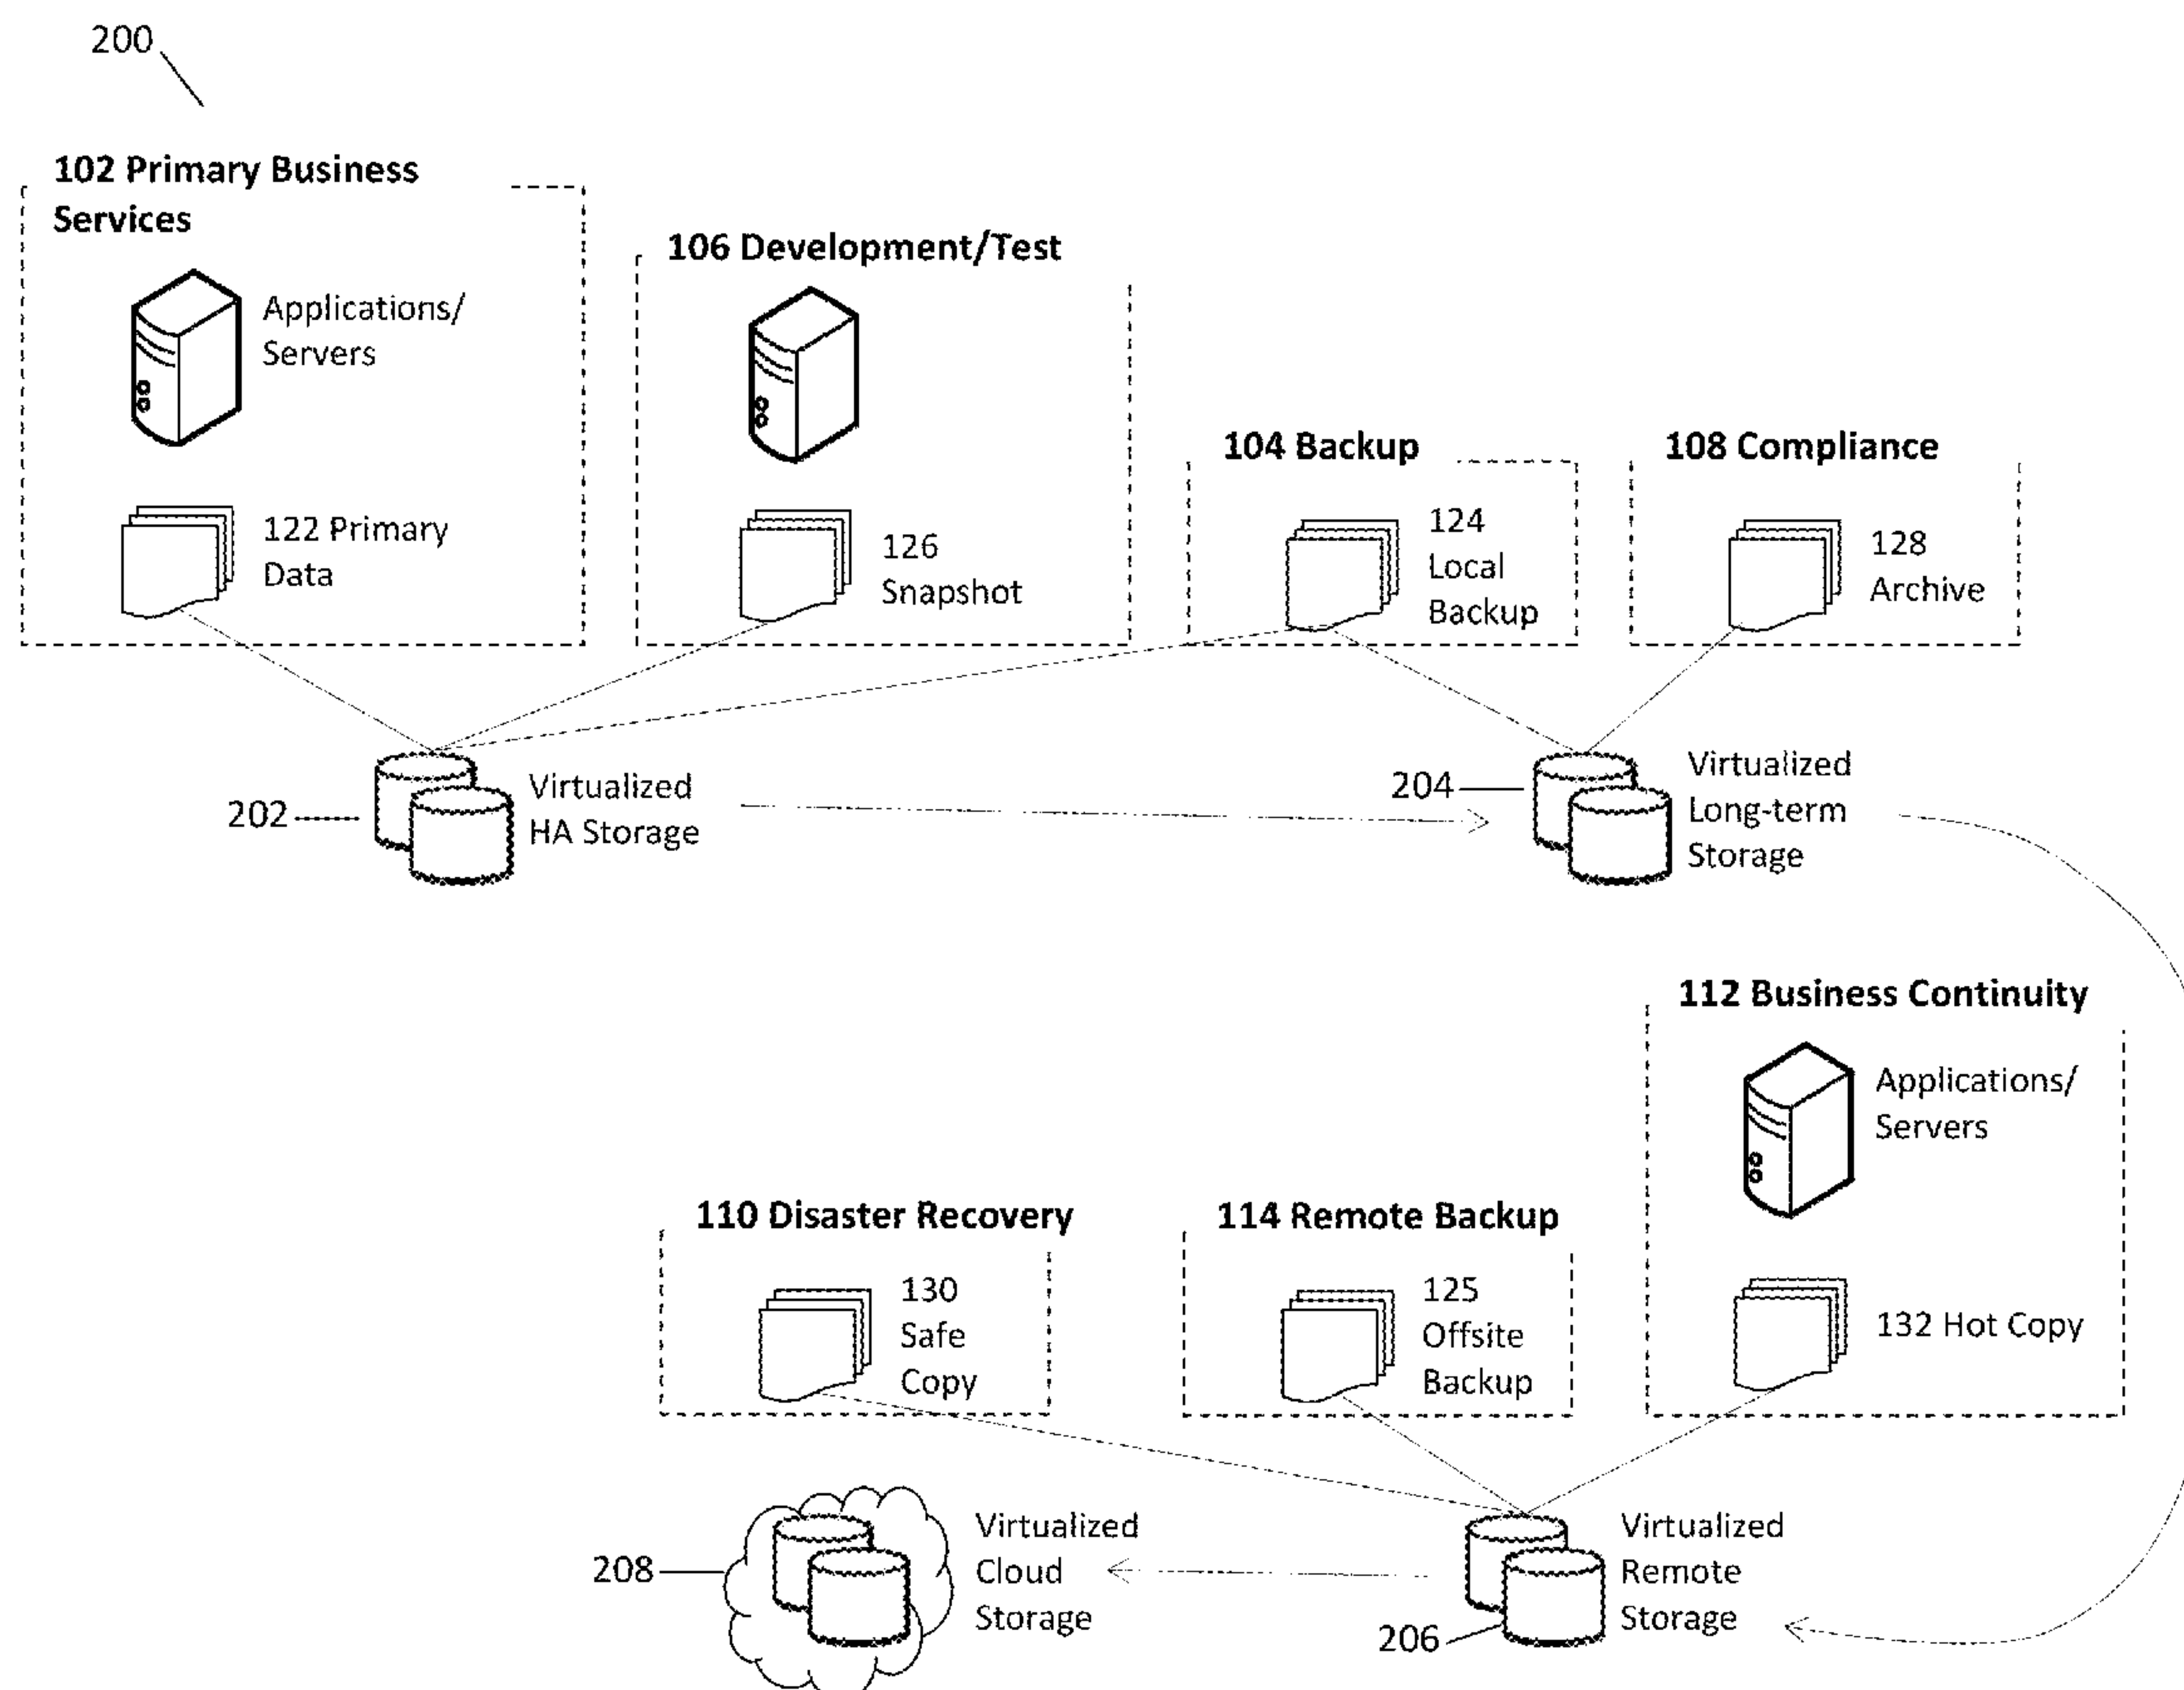 200
102 Primary Business
Services
Applications/
Servers
122 Primary
Data
106 Development/Test
126
Snapshot
104 Backup
124
Local
Backup
108 Compliance
128
Archive
202
Virtualized
HA Storage
204
Virtualized
Long-term
Storage
112 Business Continuity
Applications/
Servers
132 Hot Copy
110 Disaster Recovery
130
Safe
Copy
114 Remote Backup
125
Offsite
Backup
208
Virtualized
Cloud
Storage
206
Virtualized
Remote
Storage